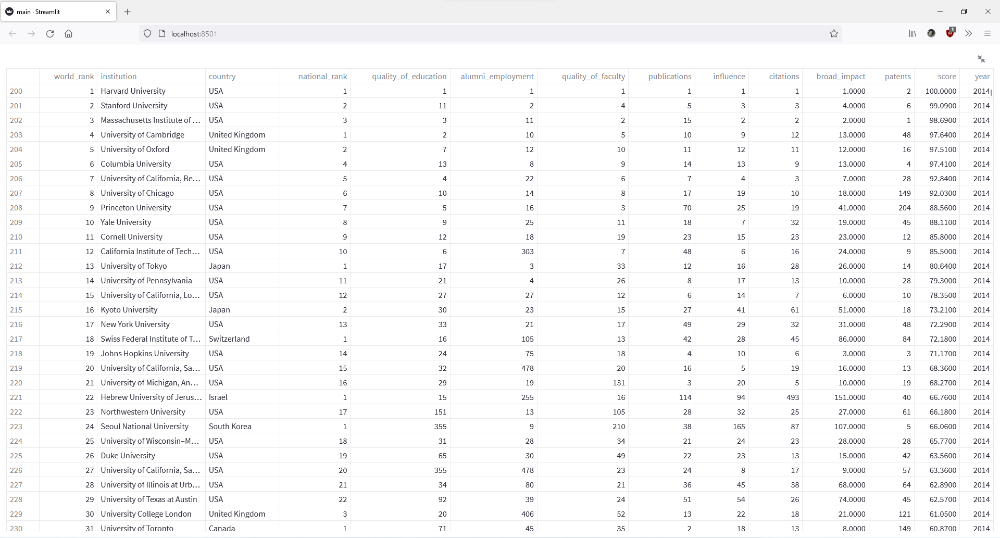 main · Streamlit
localhost:8501
1
world_rank institution country national_rank quality_of_education alumni_employment quality_of_faculty publications influence citations broad_impact patents score year
200 1 Harvard University USA 1 1 1 1 1 1 1 1.0000 2 100.0000 2014
201 2 Stanford University USA 2 11 2 4 5 3 3 4.0000 6 99.0900 2014
202 3 Massachusetts Institute of … USA 3 3 11 2 15 2 2 2.0000 1 98.6900 2014
203 4 University of Cambridge United Kingdom 1 2 10 5 10 9 12 13.0000 48 97.6400 2014
204 5 University of Oxford United Kingdom 2 7 12 10 11 12 11 12.0000 16 97.5100 2014
205 6 Columbia University USA 4 13 8 9 14 13 9 13.0000 4 97.4100 2014
206 7 University of California, Be… USA 5 4 22 6 7 4 3 7.0000 28 92.8400 2014
207 8 University of Chicago USA 6 10 14 8 17 19 10 18.0000 149 92.0300 2014
208 9 Princeton University USA 7 5 16 3 70 25 19 41.0000 204 88.5600 2014
209 10 Yale University USA 8 9 25 11 18 7 32 19.0000 45 88.1100 2014
210 11 Cornell University USA 9 12 18 19 23 15 23 23.0000 12 85.8000 2014
211 12 California Institute of Tech… USA 10 6 303 7 48 6 16 24.0000 9 85.5000 2014
212 13 University of Tokyo Japan 1 17 3 33 12 16 28 26.0000 14 80.6400 2014
213 14 University of Pennsylvania USA 11 21 4 26 8 17 13 10.0000 28 79.3000 2014
214 15 University of California, Lo… USA 12 27 27 12 6 14 7 6.0000 10 78.3500 2014
215 16 Kyoto University Japan 2 30 23 15 27 41 61 51.0000 18 73.2100 2014
216 17 New York University USA 13 33 21 17 49 29 32 31.0000 48 72.2900 2014
217 18 Swiss Federal Institute of T… Switzerland 1 16 105 13 42 28 45 86.0000 84 72.1800 2014
218 19 Johns Hopkins University USA 14 24 75 18 4 10 6 3.0000 3 71.1700 2014
219 20 University of California, Sa… USA 15 32 478 20 16 5 19 16.0000 13 68.3600 2014
220 21 University of Michigan, An… USA 16 29 19 131 3 20 5 10.0000 19 68.2700 2014
221 22 Hebrew University of Jerus… Israel 1 15 255 16 114 94 493 151.0000 40 66.7600 2014
222 23 Northwestern University USA 17 151 13 105 28 32 25 27.0000 61 66.1800 2014
223 24 Seoul National University South Korea 1 355 9 210 38 165 87 107.0000 5 66.0600 2014
224 25 University of Wisconsin–M… USA 18 31 28 34 21 24 23 28.0000 28 65.7700 2014
225 26 Duke University USA 19 65 30 49 22 23 13 15.0000 42 63.5600 2014
226 27 University of California, Sa… USA 20 355 478 23 24 8 17 9.0000 57 63.3600 2014
227 28 University of Illinois at Urb… USA 21 34 80 21 36 45 38 68.0000 64 62.8900 2014
228 29 University of Texas at Austin USA 22 92 39 24 51 54 26 74.0000 45 62.5700 2014
229 30 University College London United Kingdom 3 20 406 52 13 22 18 21.0000 121 61.0500 2014
230 31 University of Toronto Canada 1 71 45 35 2 18 13 8.0000 149 60.8700 2014